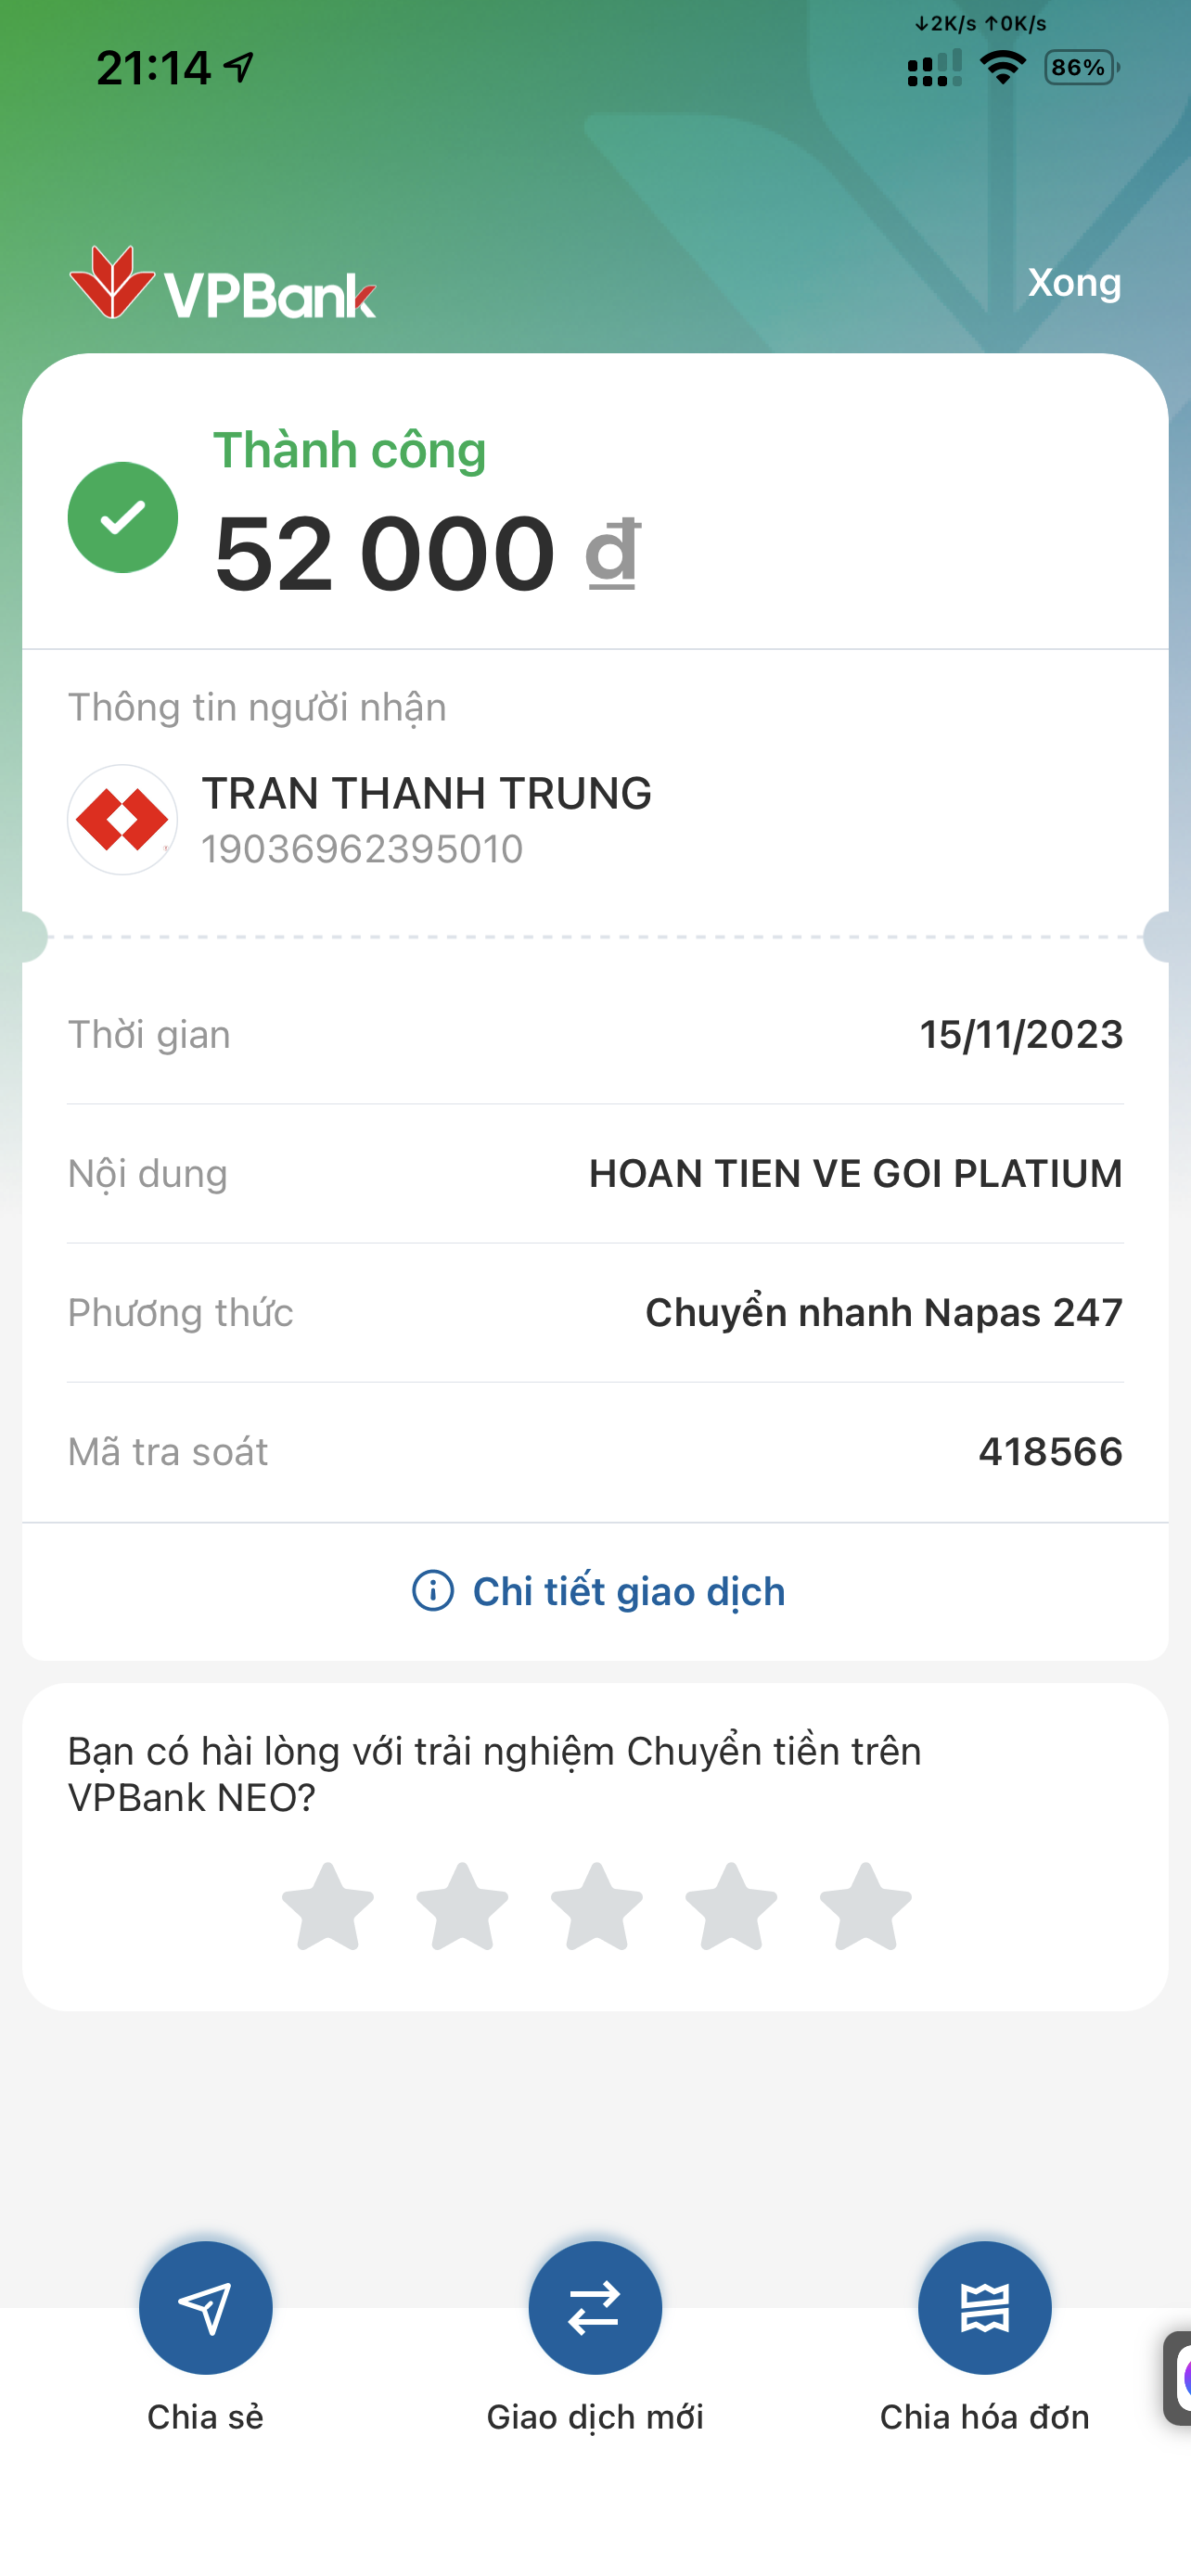 ↓2K/s ↑0K/s
21:14
86%
VPBank
Xong
Thành công
52 000 đ
Thông tin người nhận
TRAN THANH TRUNG
19036962395010
Thời gian
15/11/2023
Nội dung
HOAN TIEN VE GOI PLATIUM
Phương thức
Chuyển nhanh Napas 247
Mã tra soát
418566
Chi tiết giao dịch
Bạn có hài lòng với trải nghiệm Chuyển tiền trên
VPBank NEO?
Chia sẻ
Giao dịch mới
Chia hóa đơn